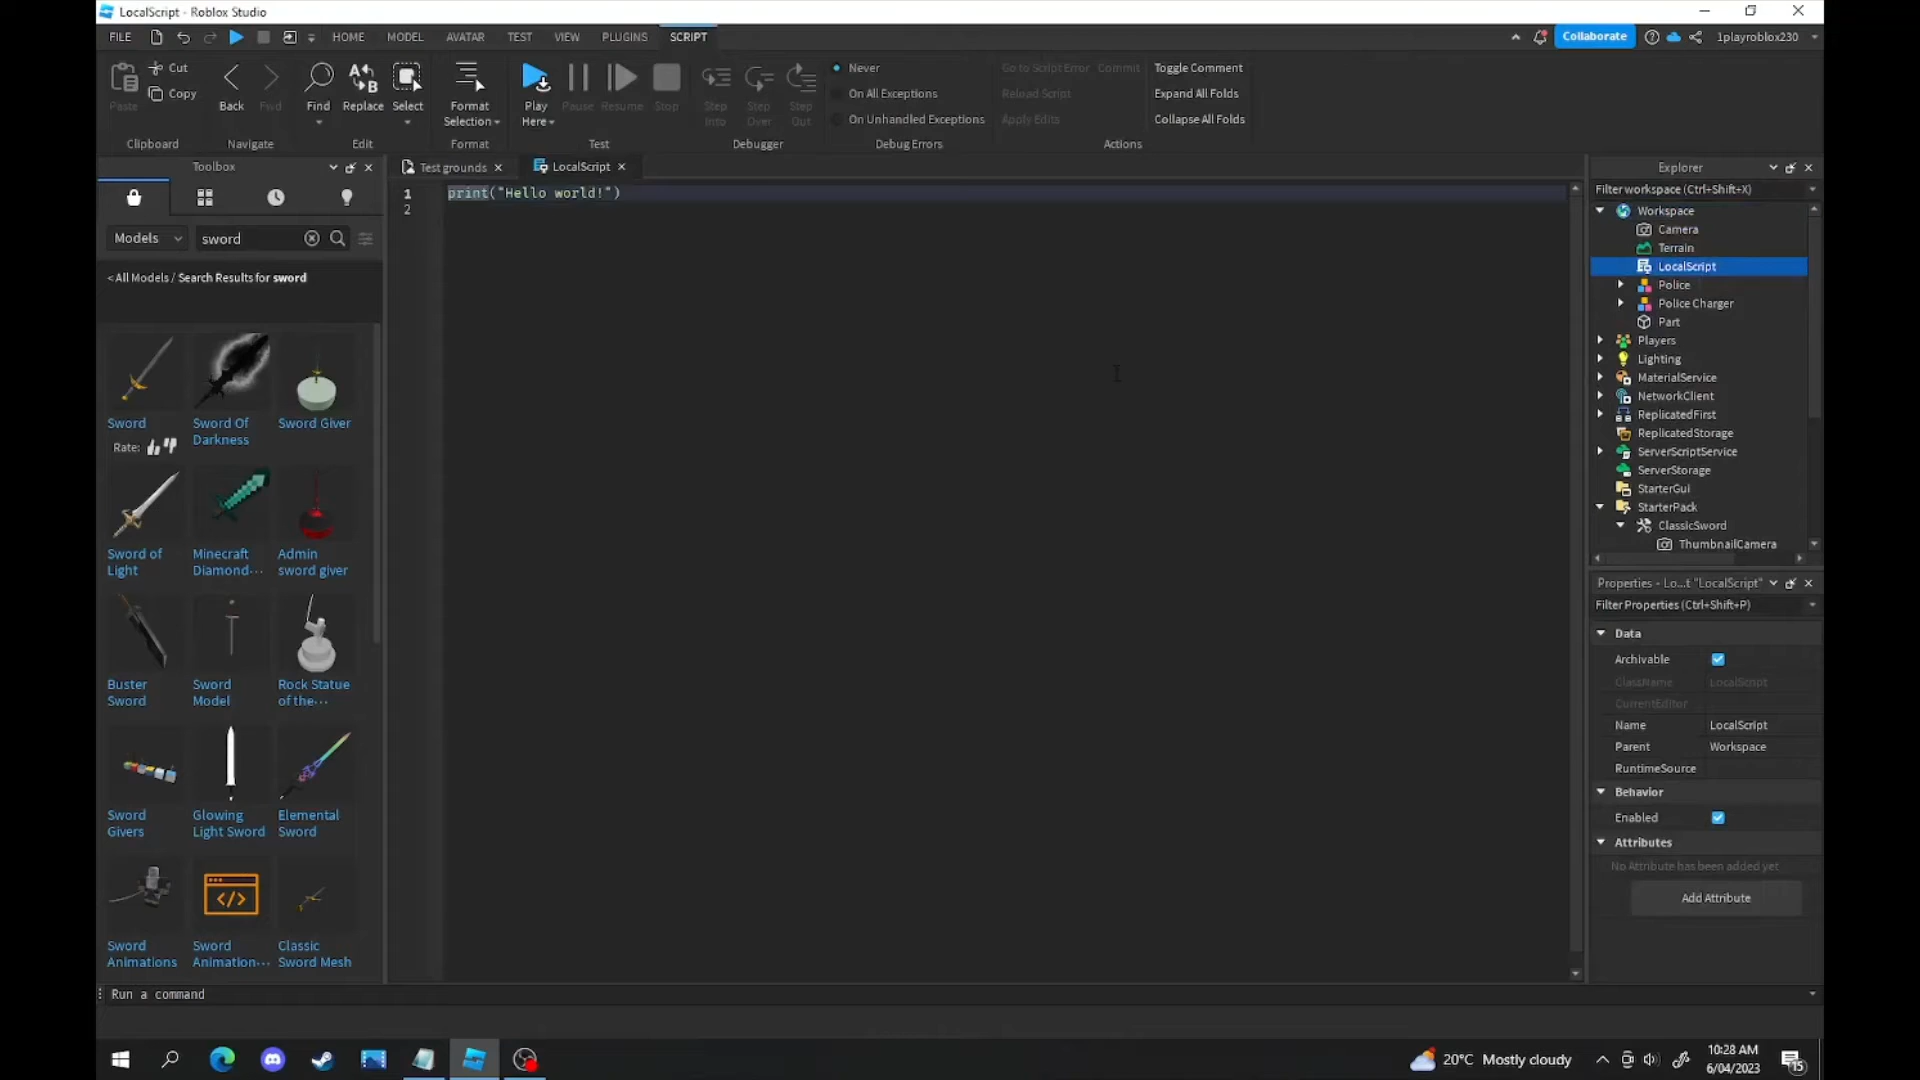 LocalScript - Roblox Studio
FILE HOME MODEL AVATAR TEST VIEW PLUGINS SCRIPT
Collaborate 1playroblox230
Paste Cut
Copy
Clipboard
Back Fwd
Navigate
Find Replace Select
Edit
Format
Selection
Format
Play
Here
Pause Resume Stop
Test
Step
Into
Step
Over
Step
Out
Debugger
Never
On All Exceptions
On Unhandled Exceptions
Debug Errors
Go to Script Error Commit
Reload Script
Apply Edits
Toggle Comment
Expand All Folds
Collapse All Folds
Actions
Toolbox
Models sword
< All Models / Search Results for sword
Sword
Rate:
Sword Of
Darkness
Sword Giver
Sword of
Light
Minecraft
Diamond···
Admin
sword giver
Buster
Sword
Sword
Model
Rock Statue
of the···
Sword
Givers
Glowing
Light Sword
Elemental
Sword
Sword
Animations
Sword
Animation···
Classic
Sword Mesh
Test grounds LocalScript
1 print("Hello world!")
2
Explorer
Filter workspace (Ctrl+Shift+X)
Workspace
Camera
Terrain
LocalScript
Police
Police Charger
Part
Players
Lighting
MaterialService
NetworkClient
ReplicatedFirst
ReplicatedStorage
ServerScriptService
ServerStorage
StarterGui
StarterPack
ClassicSword
ThumbnailCamera
Properties - Lo...t "LocalScript"
Filter Properties (Ctrl+Shift+P)
Data
Archivable
ClassName LocalScript
CurrentEditor
Name LocalScript
Parent Workspace
RuntimeSource
Behavior
Enabled
Attributes
No Attribute has been added yet
Add Attribute
Run a command
20°C Mostly cloudy
10:28 AM
6/04/2023
15